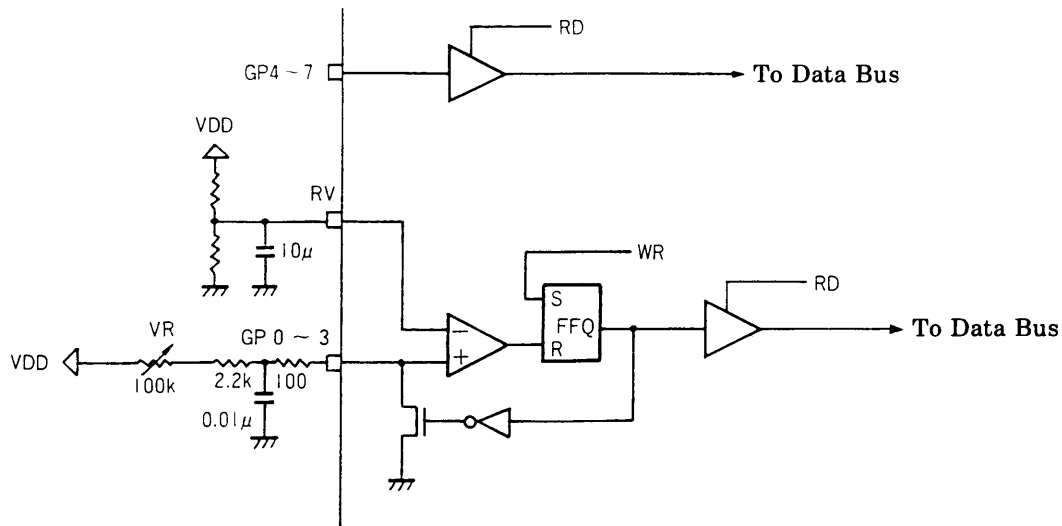 RD
GP4~7
To Data Bus
VDD
RV
10μ
WR
S
FFQ
R
RD
VR
GP 0~3
−
+
To Data Bus
VDD
100k
2.2k
100
0.01μ